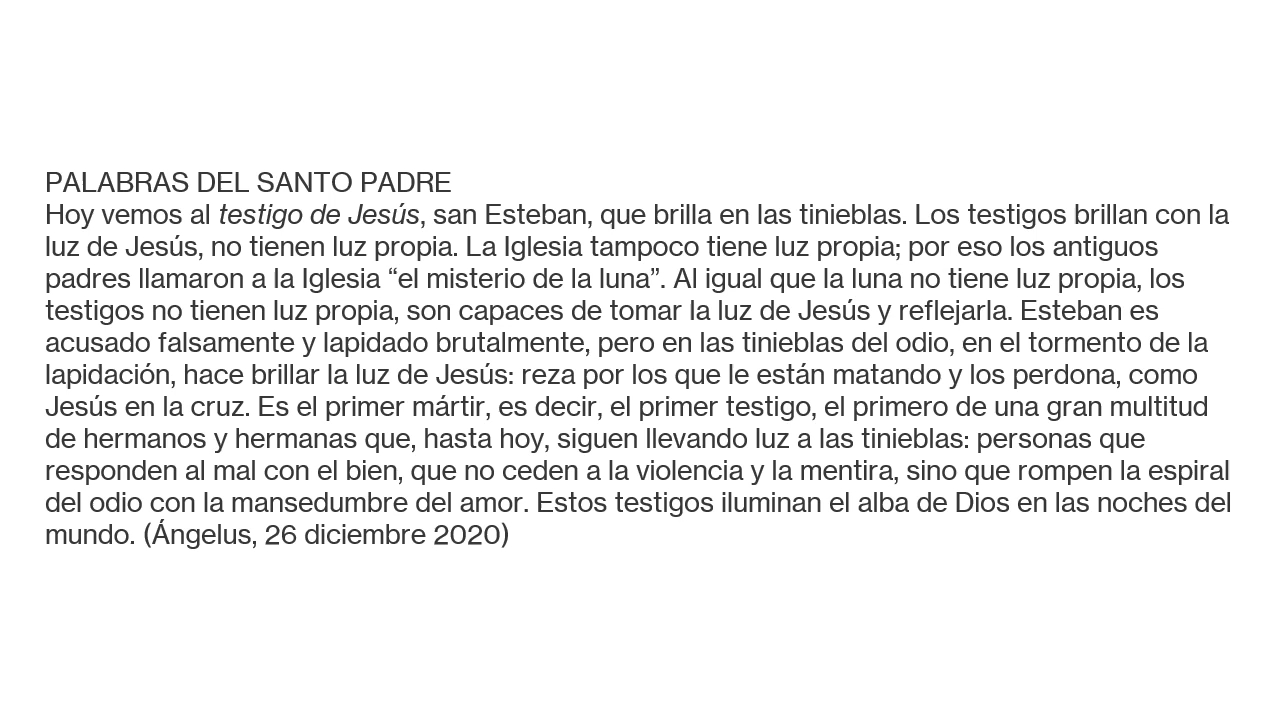 PALABRAS DEL SANTO PADRE
Hoy vemos al testigo de Jesús, san Esteban, que brilla en las tinieblas. Los testigos brillan con la
luz de Jesús, no tienen luz propia. La Iglesia tampoco tiene luz propia; por eso los antiguos
padres llamaron a la Iglesia “el misterio de la luna”. Al igual que la luna no tiene luz propia, los
testigos no tienen luz propia, son capaces de tomar la luz de Jesús y reflejarla. Esteban es
acusado falsamente y lapidado brutalmente, pero en las tinieblas del odio, en el tormento de la
lapidación, hace brillar la luz de Jesús: reza por los que le están matando y los perdona, como
Jesús en la cruz. Es el primer mártir, es decir, el primer testigo, el primero de una gran multitud
de hermanos y hermanas que, hasta hoy, siguen llevando luz a las tinieblas: personas que
responden al mal con el bien, que no ceden a la violencia y la mentira, sino que rompen la espiral
del odio con la mansedumbre del amor. Estos testigos iluminan el alba de Dios en las noches del
mundo. (Ángelus, 26 diciembre 2020)